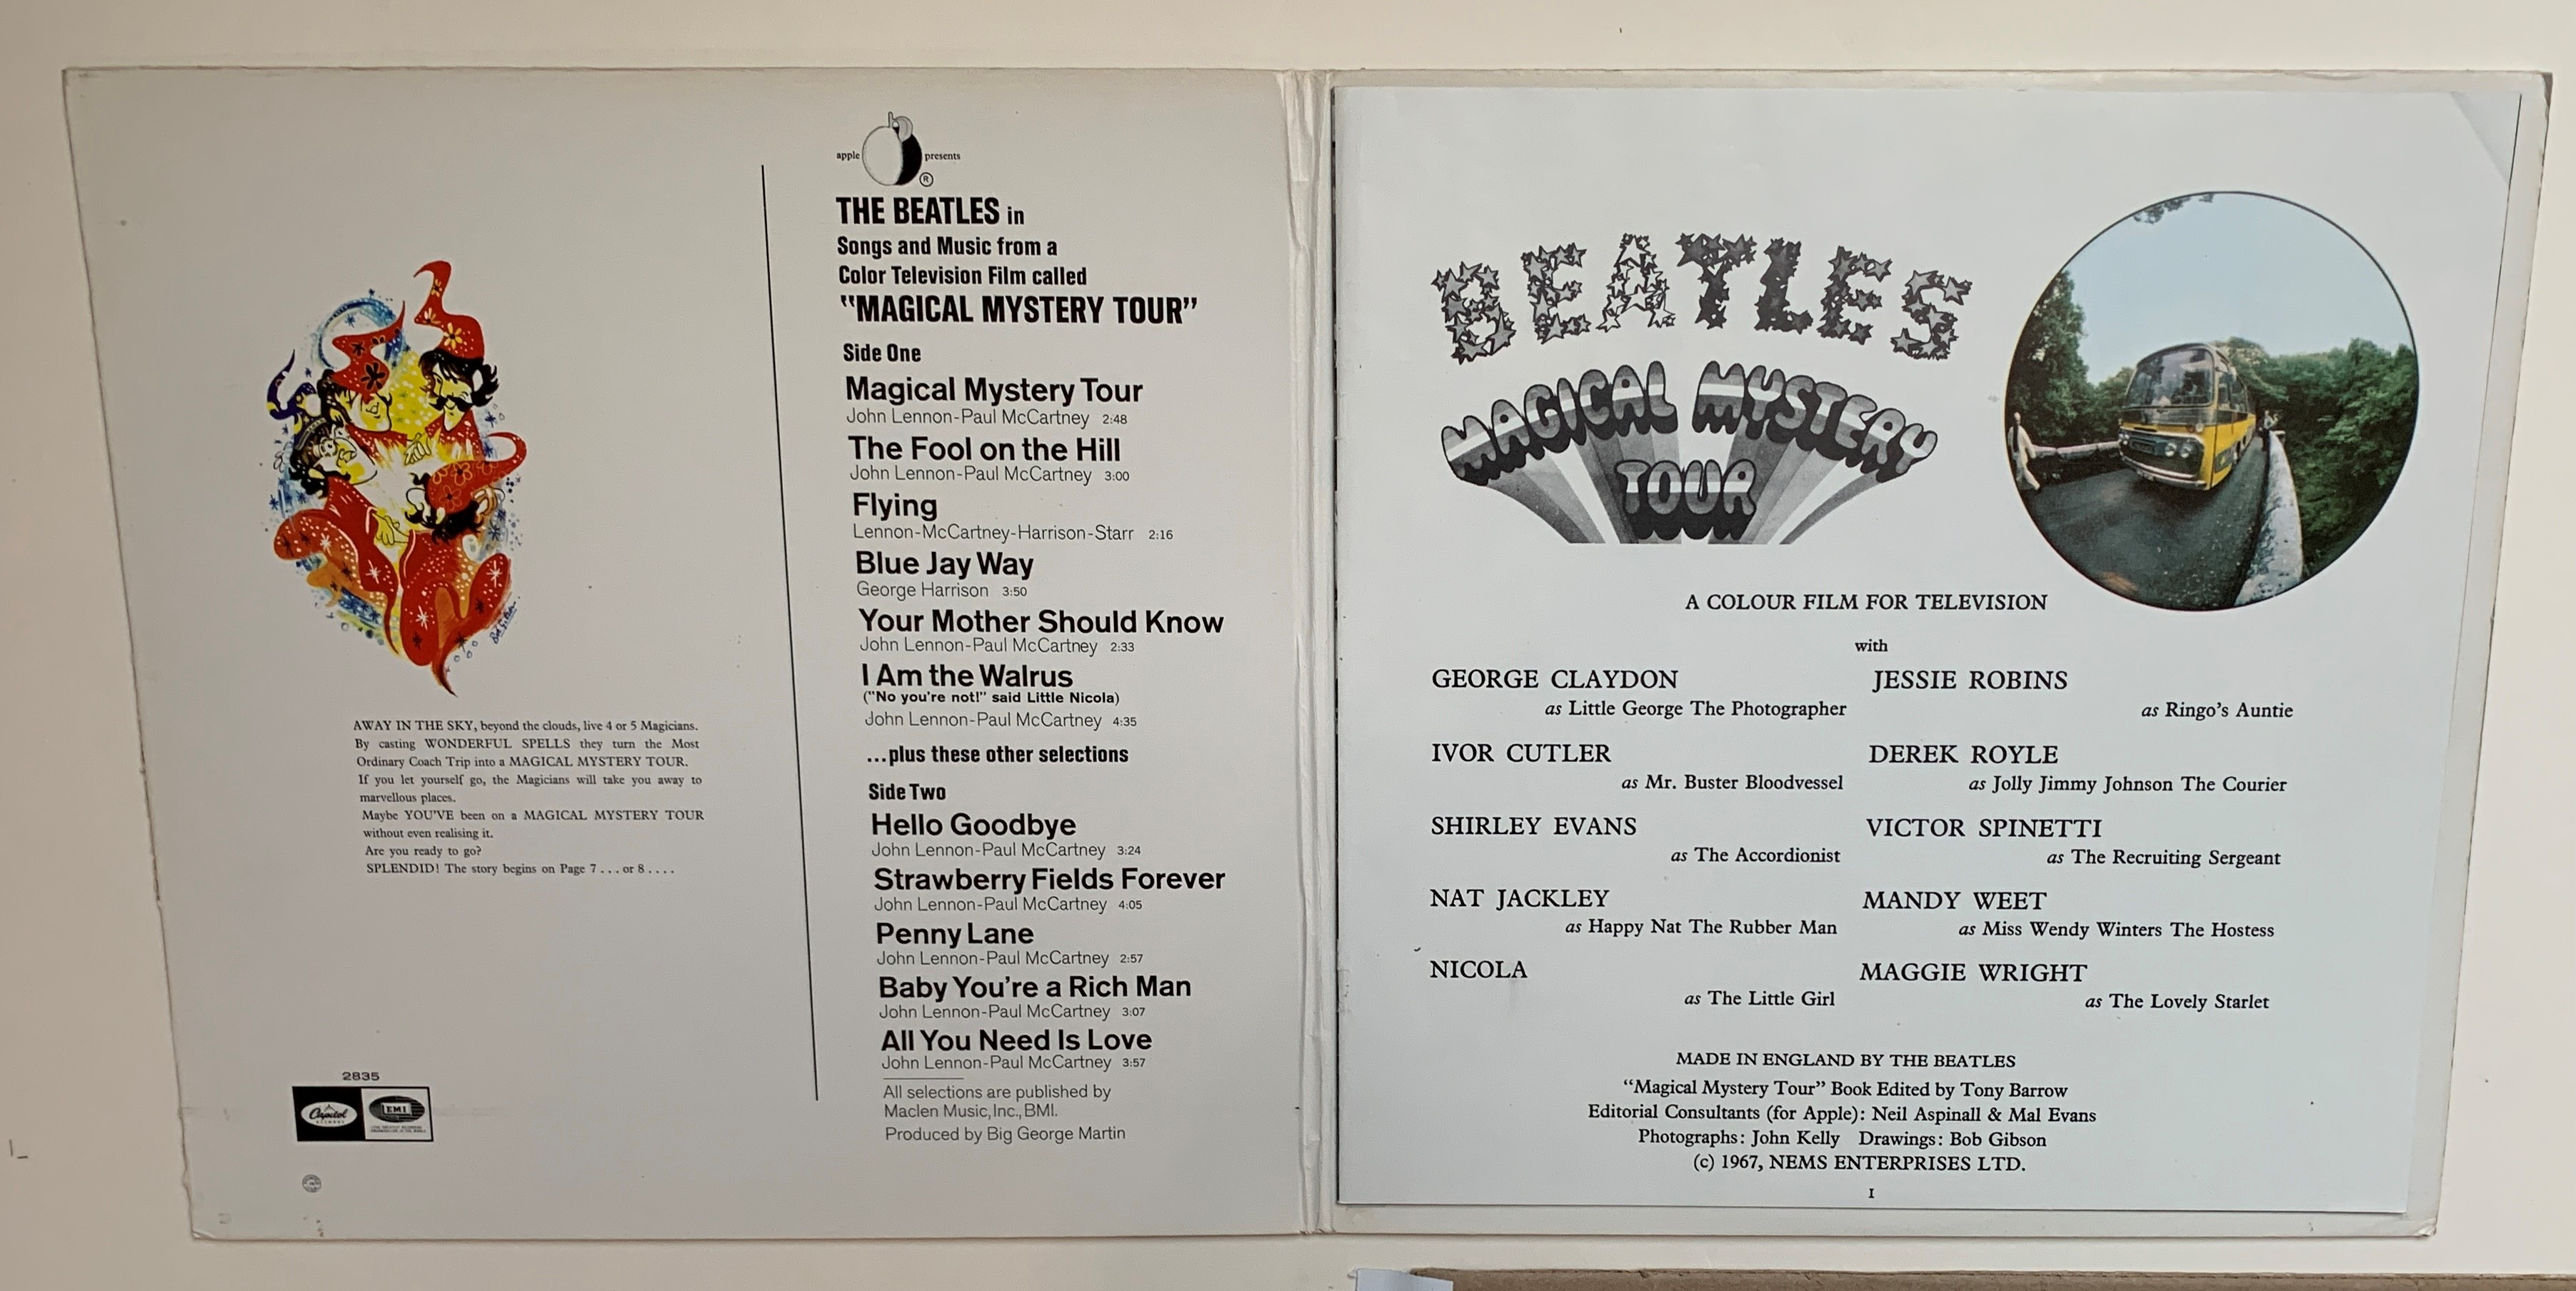 AWAY IN THE SKY, beyond the clouds, live 4 or 5 Magicians.
By casting WONDERFUL SPELLS they turn the Most
Ordinary Coach Trip into a MAGICAL MYSTERY TOUR.
If you let yourself go, the Magicians will take you away to
marvellous places.
Maybe YOU'VE been on a MAGICAL MYSTERY TOUR
without even realising it.
Are you ready to go?
SPLENDID! The story begins on Page 7 . . . or 8 . . . .
2835
Capitol
RECORDS
EMI
apple presents
®
THE BEATLES in
Songs and Music from a
Color Television Film called
"MAGICAL MYSTERY TOUR"
Side One
Magical Mystery Tour
John Lennon-Paul McCartney 2:48
The Fool on the Hill
John Lennon-Paul McCartney 3:00
Flying
Lennon-McCartney-Harrison-Starr 2:16
Blue Jay Way
George Harrison 3:50
Your Mother Should Know
John Lennon-Paul McCartney 2:33
I Am the Walrus
("No you're not!" said Little Nicola)
John Lennon-Paul McCartney 4:35
...plus these other selections
Side Two
Hello Goodbye
John Lennon-Paul McCartney 3:24
Strawberry Fields Forever
John Lennon-Paul McCartney 4:05
Penny Lane
John Lennon-Paul McCartney 2:57
Baby You're a Rich Man
John Lennon-Paul McCartney 3:07
All You Need Is Love
John Lennon-Paul McCartney 3:57
All selections are published by
Maclen Music, Inc., BMI.
Produced by Big George Martin
BEATLES
MAGICAL MYSTERY
TOUR
A COLOUR FILM FOR TELEVISION
with
GEORGE CLAYDON
as Little George The Photographer
JESSIE ROBINS
as Ringo's Auntie
IVOR CUTLER
as Mr. Buster Bloodvessel
DEREK ROYLE
as Jolly Jimmy Johnson The Courier
SHIRLEY EVANS
as The Accordionist
VICTOR SPINETTI
as The Recruiting Sergeant
NAT JACKLEY
as Happy Nat The Rubber Man
MANDY WEET
as Miss Wendy Winters The Hostess
NICOLA
as The Little Girl
MAGGIE WRIGHT
as The Lovely Starlet
MADE IN ENGLAND BY THE BEATLES
"Magical Mystery Tour" Book Edited by Tony Barrow
Editorial Consultants (for Apple): Neil Aspinall & Mal Evans
Photographs: John Kelly Drawings: Bob Gibson
(c) 1967, NEMS ENTERPRISES LTD.
1